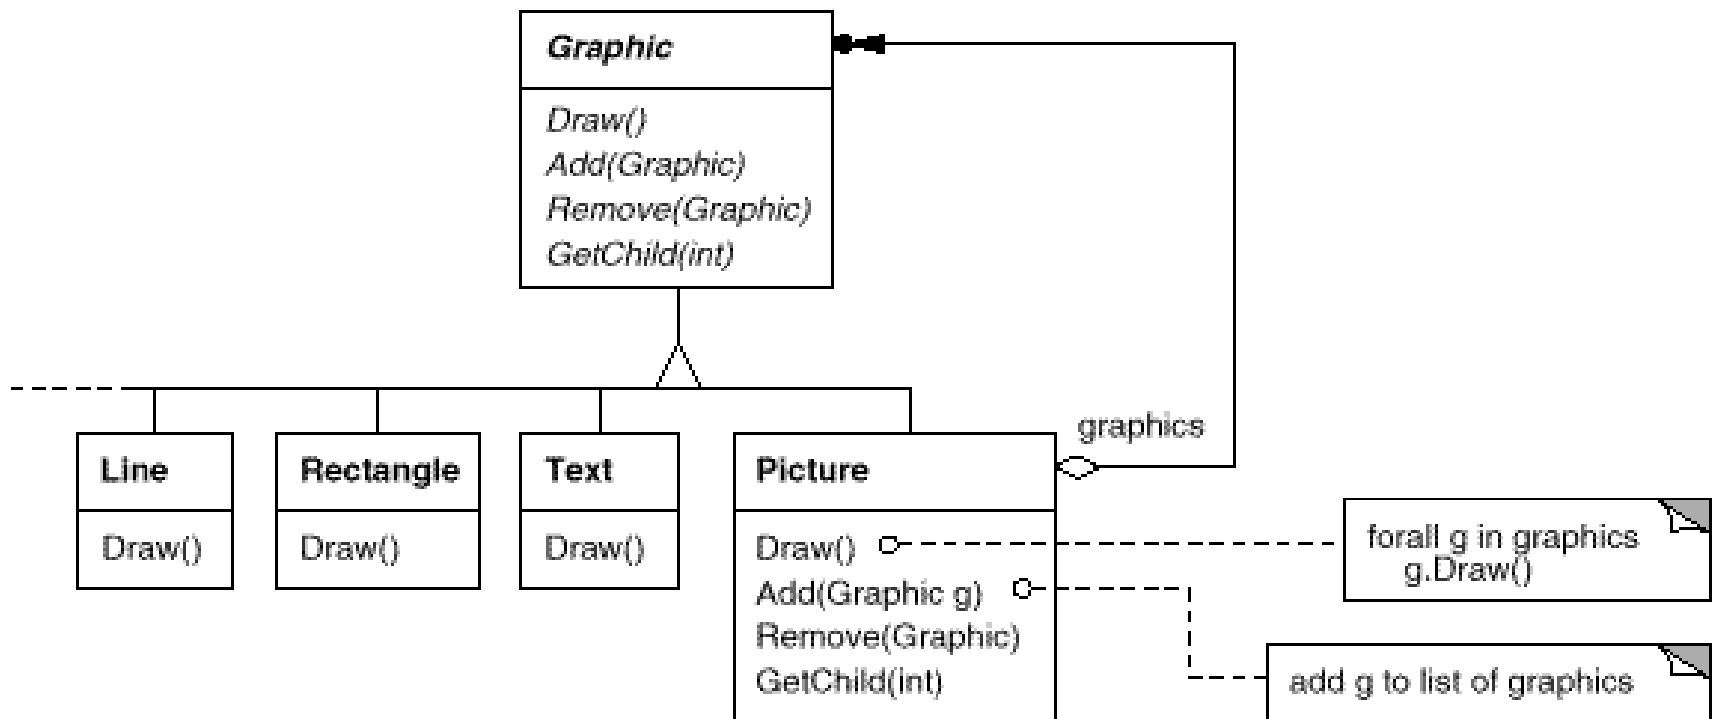 Graphic
Draw()
Add(Graphic)
Remove(Graphic)
GetChild(int)
graphics
Line
Draw()
Rectangle
Draw()
Text
Draw()
Picture
Draw()
Add(Graphic g)
Remove(Graphic)
GetChild(int)
forall g in graphics
g.Draw()
add g to list of graphics